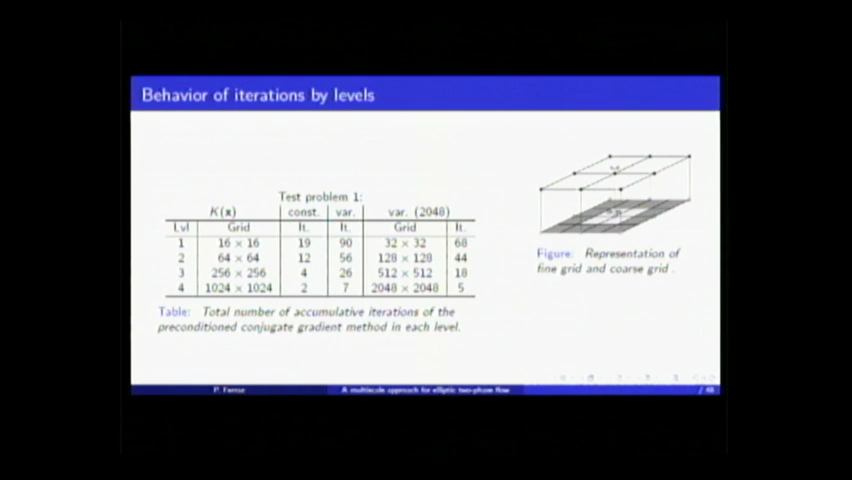 Behavior of iterations by levels
Test problem 1:
K(x) const. var. var. (2048)
Lvl Grid It. It. Grid It.
1 16 × 16 19 90 32 × 32 68
2 64 × 64 12 56 128 × 128 44
3 256 × 256 4 26 512 × 512 18
4 1024 × 1024 2 7 2048 × 2048 5
Table: Total number of accumulative iterations of the
preconditioned conjugate gradient method in each level.
Figure: Representation of
fine grid and coarse grid .
A multiscale approach for elliptic two-phase flow